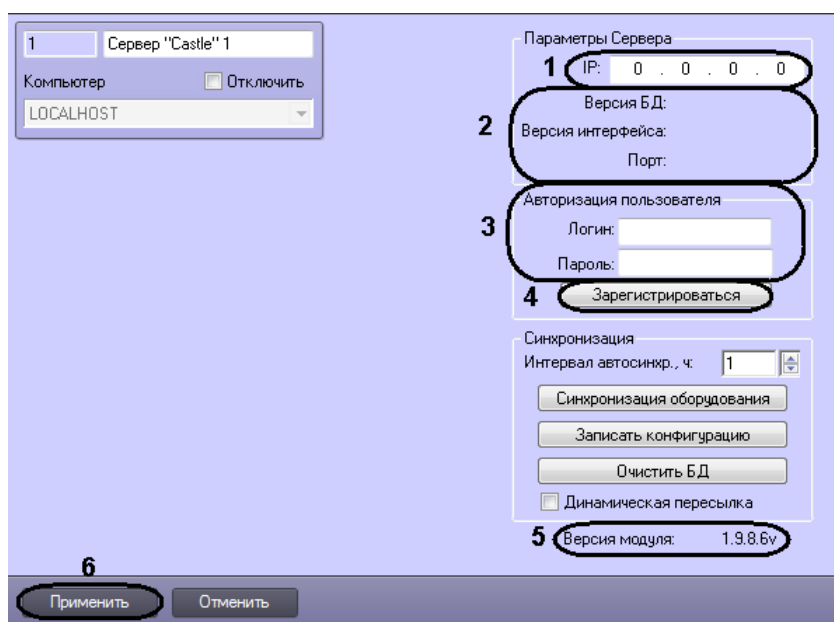 1 Сервер "Castle" 1
Компьютер Отключить
LOCALHOST
Параметры Сервера
1 IP: 0 . 0 . 0 . 0
2
Версия БД:
Версия интерфейса:
Порт:
Авторизация пользователя
3
Логин:
Пароль:
4 Зарегистрироваться
Синхронизация
Интервал автосинхр., ч: 1
Синхронизация оборудования
Записать конфигурацию
Очистить БД
Динамическая пересылка
5 Версия модуля: 1.9.8.6v
6
Применить Отменить